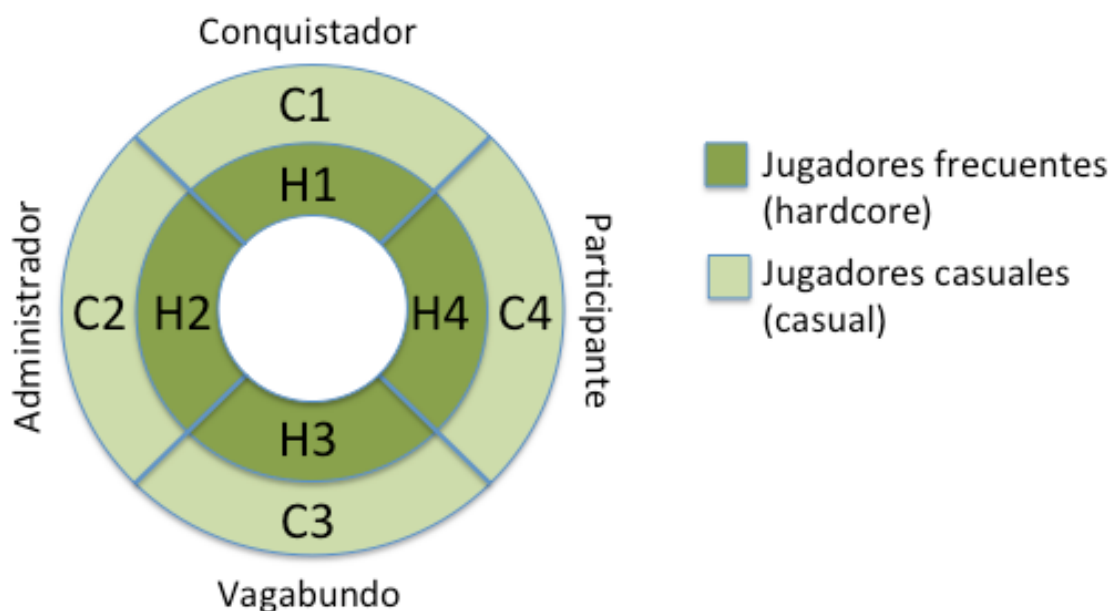 Conquistador
C1
H1
Administrador
C2
H2
H4
C4
Participante
H3
C3
Vagabundo
Jugadores frecuentes
(hardcore)
Jugadores casuales
(casual)